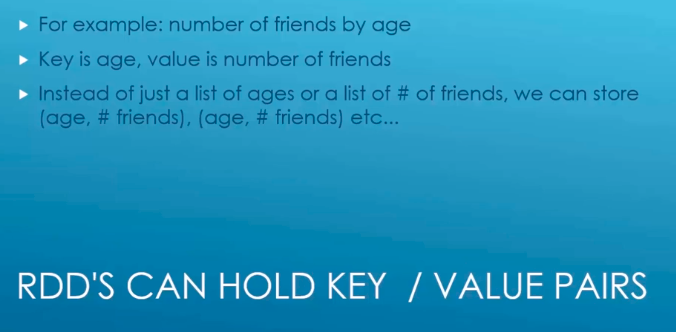 For example: number of friends by age
Key is age, value is number of friends
Instead of just a list of ages or a list of # of friends, we can store
(age, # friends), (age, # friends) etc...
RDD'S CAN HOLD KEY / VALUE PAIRS